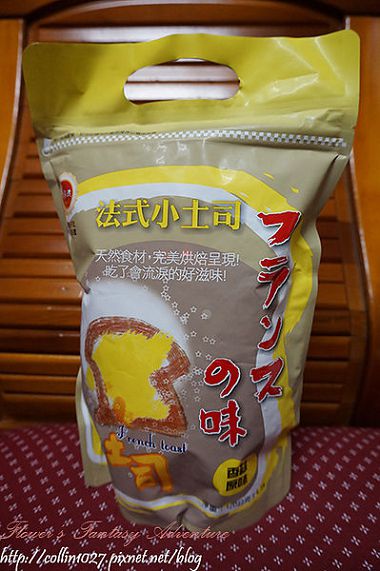 法式小土司
天然食材，完美烘焙呈現！
吃了會流淚的好滋味！
フランス
の味
French toast
土司
香蒜
原味
Floyer's Fantasy Adventure
http://collin1027.pixnet.net/blog